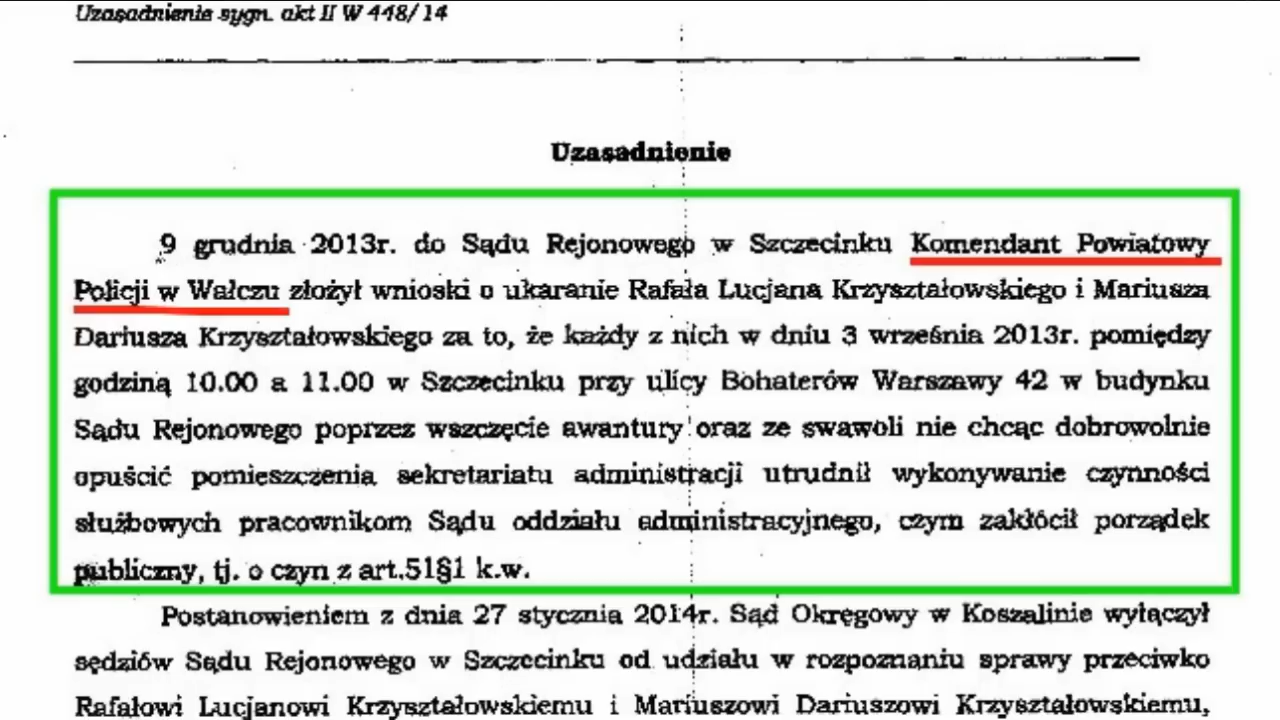 Uzasadnienie sygn. akt II W 448/14
Uzasadnienie
9 grudnia 2013r. do Sądu Rejonowego w Szczecinku Komendant Powiatowy
Policji w Wałczu złożył wnioski o ukaranie Rafała Lucjana Krzyształowskiego i Mariusza
Dariusza Krzyształowskiego za to, że każdy z nich w dniu 3 września 2013r. pomiędzy
godziną 10.00 a 11.00 w Szczecinku przy ulicy Bohaterów Warszawy 42 w budynku
Sądu Rejonowego poprzez wszczęcie awantury oraz ze swawoli nie chcąc dobrowolnie
opuścić pomieszczenia sekretariatu administracji utrudnił wykonywanie czynności
służbowych pracownikom Sądu oddziału administracyjnego, czym zakłócił porządek
publiczny, tj. o czyn z art.51§1 k.w.
Postanowieniem z dnia 27 stycznia 2014r. Sąd Okręgowy w Koszalinie wyłączył
sędziów Sądu Rejonowego w Szczecinku od udziału w rozpoznaniu sprawy przeciwko
Rafałowi Lucjanowi Krzyształowskiemu i Mariuszowi Dariuszowi Krzyształowskiemu,